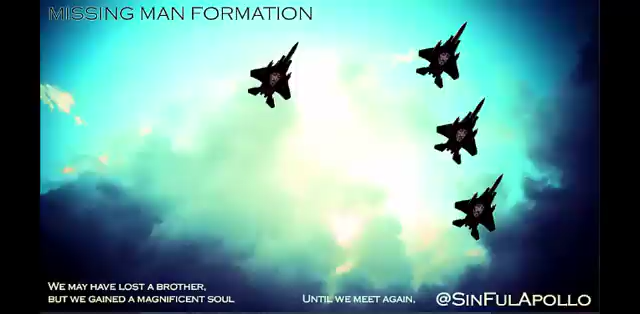 MISSING MAN FORMATION
WE MAY HAVE LOST A BROTHER,
BUT WE GAINED A MAGNIFICENT SOUL
UNTIL WE MEET AGAIN,
@SINFULAPOLLO